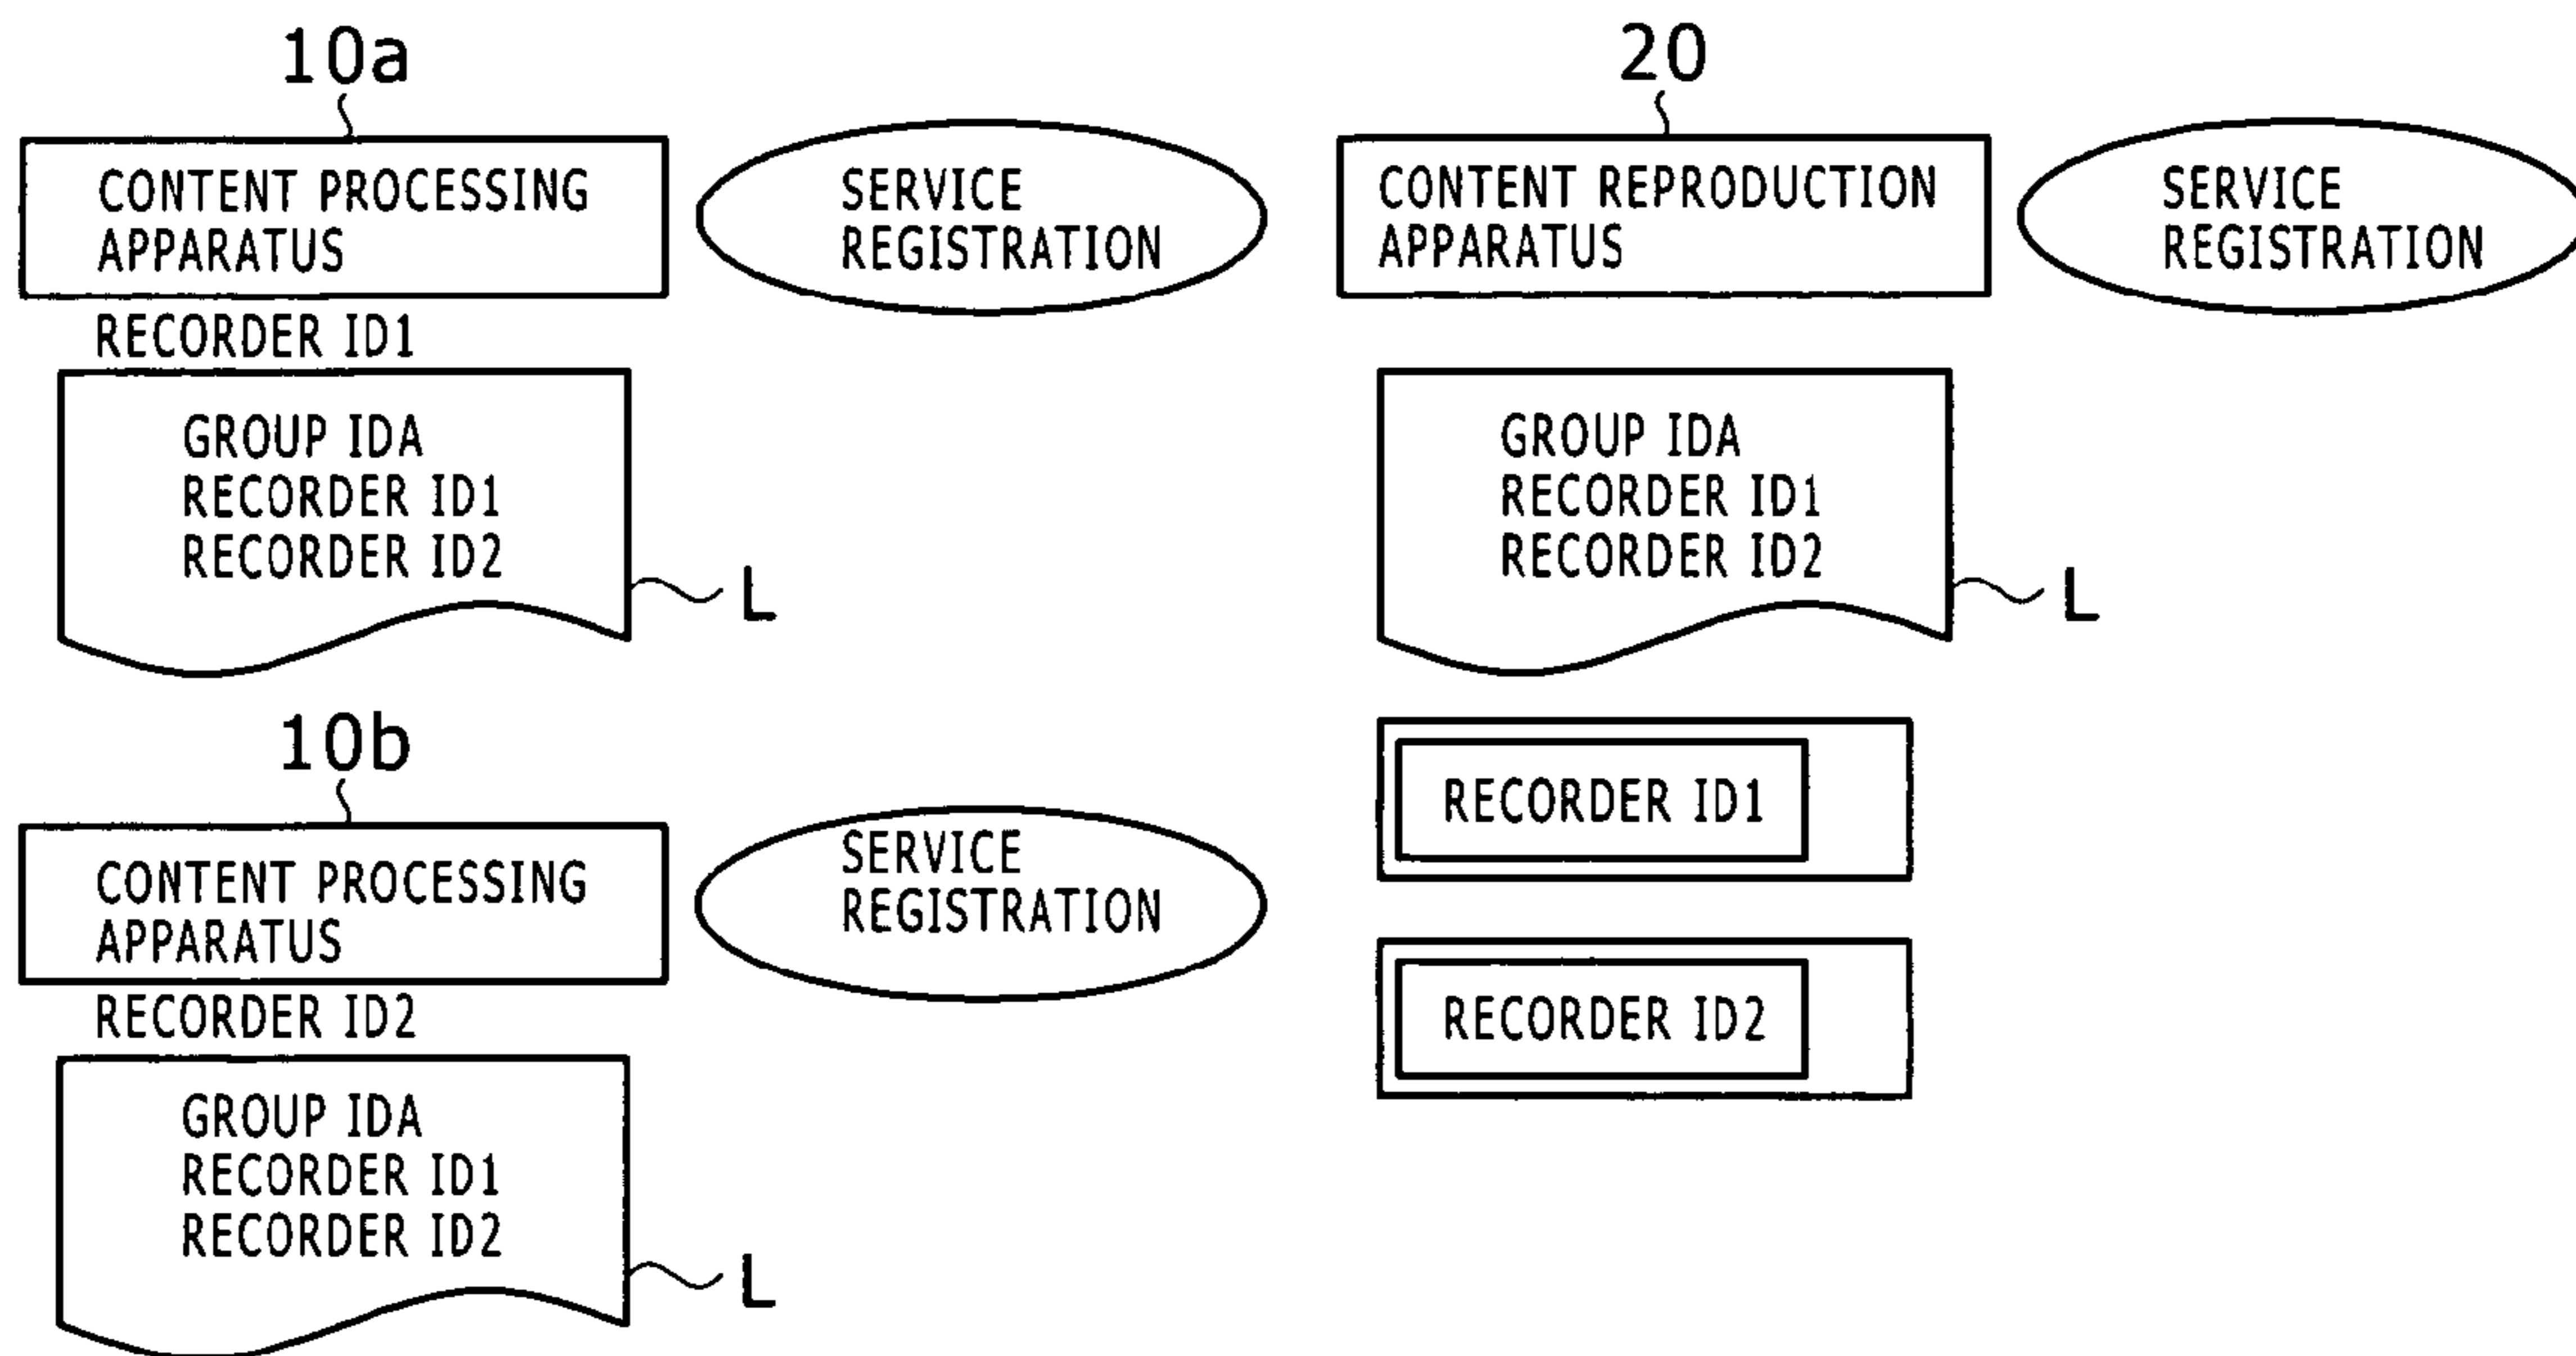 10a
CONTENT PROCESSING
APPARATUS
SERVICE
REGISTRATION
RECORDER ID1
GROUP IDA
RECORDER ID1
RECORDER ID2
L
10b
CONTENT PROCESSING
APPARATUS
SERVICE
REGISTRATION
RECORDER ID2
GROUP IDA
RECORDER ID1
RECORDER ID2
L
20
CONTENT REPRODUCTION
APPARATUS
SERVICE
REGISTRATION
GROUP IDA
RECORDER ID1
RECORDER ID2
L
RECORDER ID1
RECORDER ID2